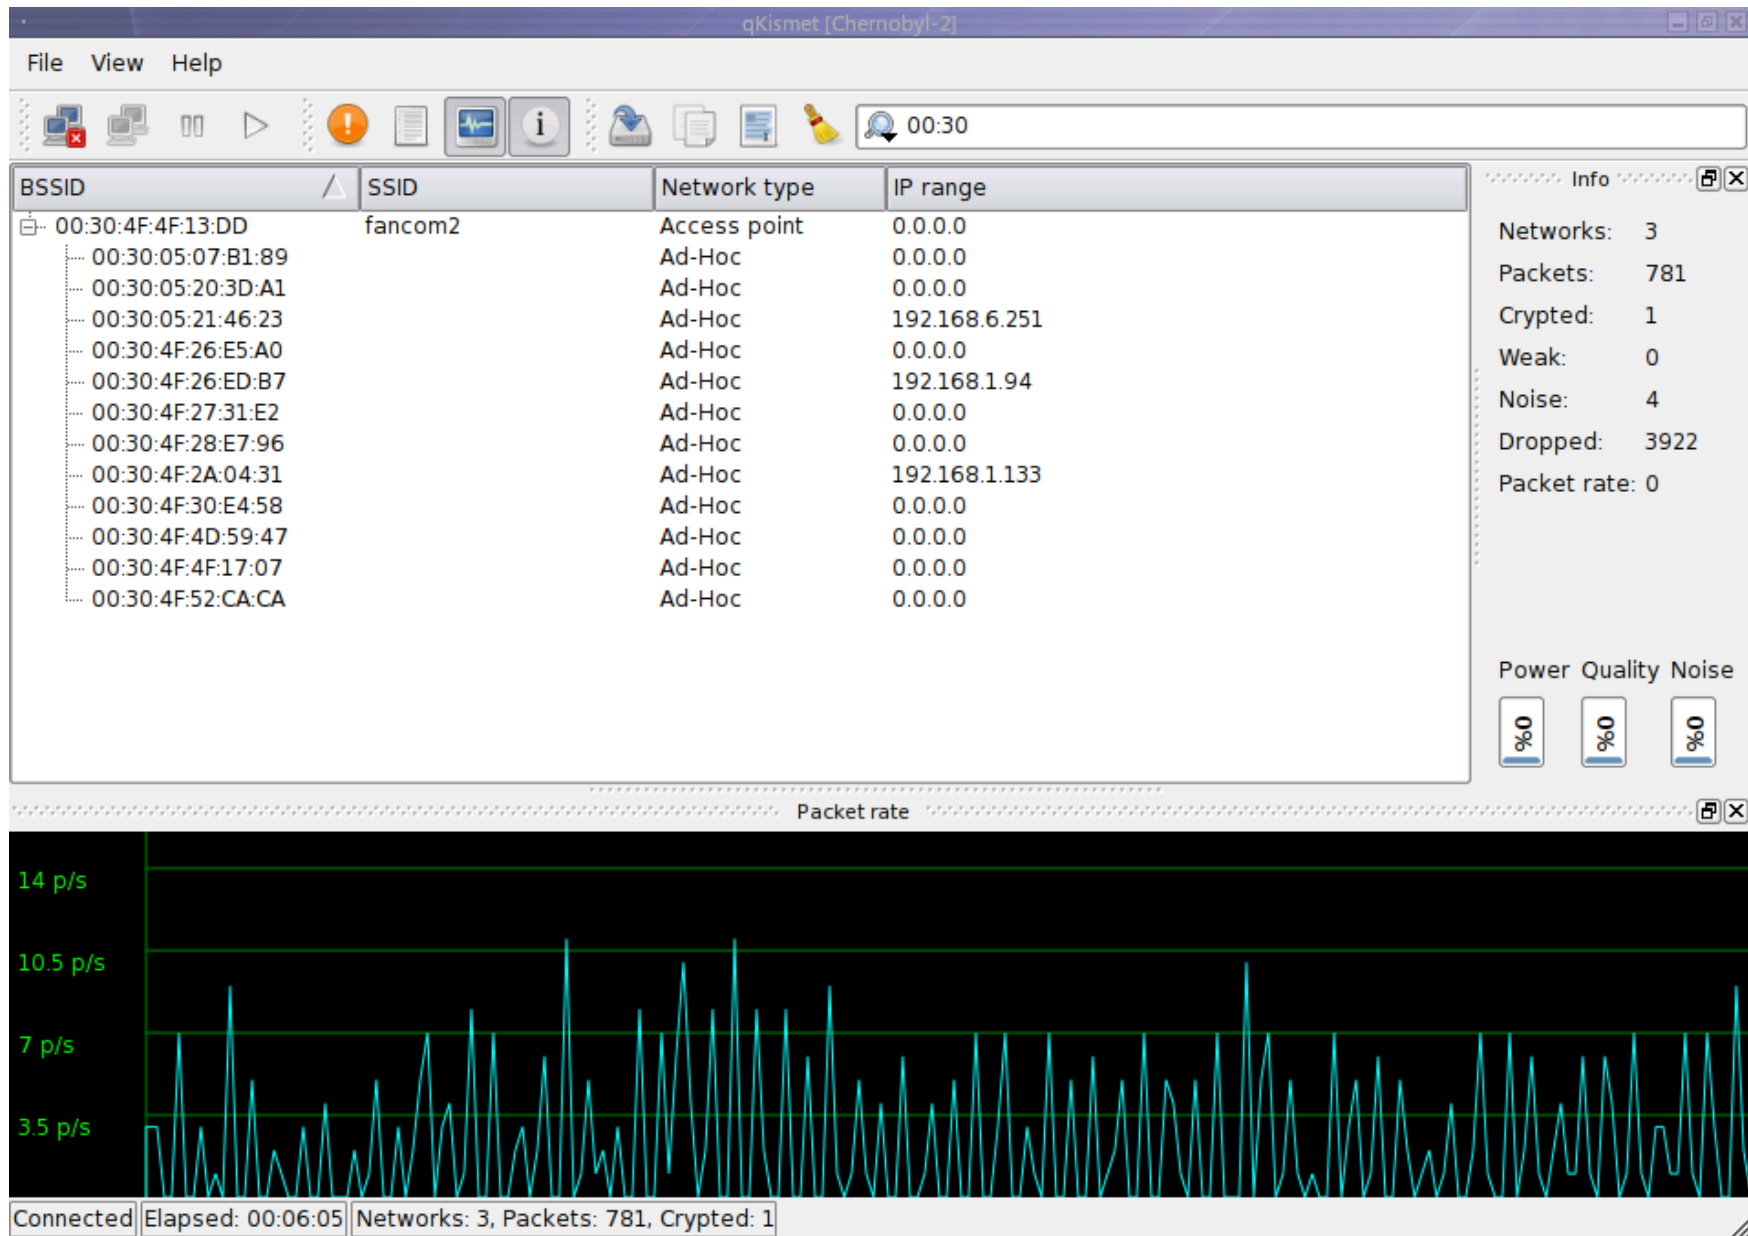 qKismet [Chernobyl-2]
File View Help
00:30
BSSID SSID Network type IP range
00:30:4F:4F:13:DD fancom2 Access point 0.0.0.0
00:30:05:07:B1:89 Ad-Hoc 0.0.0.0
00:30:05:20:3D:A1 Ad-Hoc 0.0.0.0
00:30:05:21:46:23 Ad-Hoc 192.168.6.251
00:30:4F:26:E5:A0 Ad-Hoc 0.0.0.0
00:30:4F:26:ED:B7 Ad-Hoc 192.168.1.94
00:30:4F:27:31:E2 Ad-Hoc 0.0.0.0
00:30:4F:28:E7:96 Ad-Hoc 0.0.0.0
00:30:4F:2A:04:31 Ad-Hoc 192.168.1.133
00:30:4F:30:E4:58 Ad-Hoc 0.0.0.0
00:30:4F:4D:59:47 Ad-Hoc 0.0.0.0
00:30:4F:4F:17:07 Ad-Hoc 0.0.0.0
00:30:4F:52:CA:CA Ad-Hoc 0.0.0.0
Info
Networks: 3
Packets: 781
Crypted: 1
Weak: 0
Noise: 4
Dropped: 3922
Packet rate: 0
Power Quality Noise
0% 0% 0%
Packet rate
14 p/s
10.5 p/s
7 p/s
3.5 p/s
Connected Elapsed: 00:06:05 Networks: 3, Packets: 781, Crypted: 1